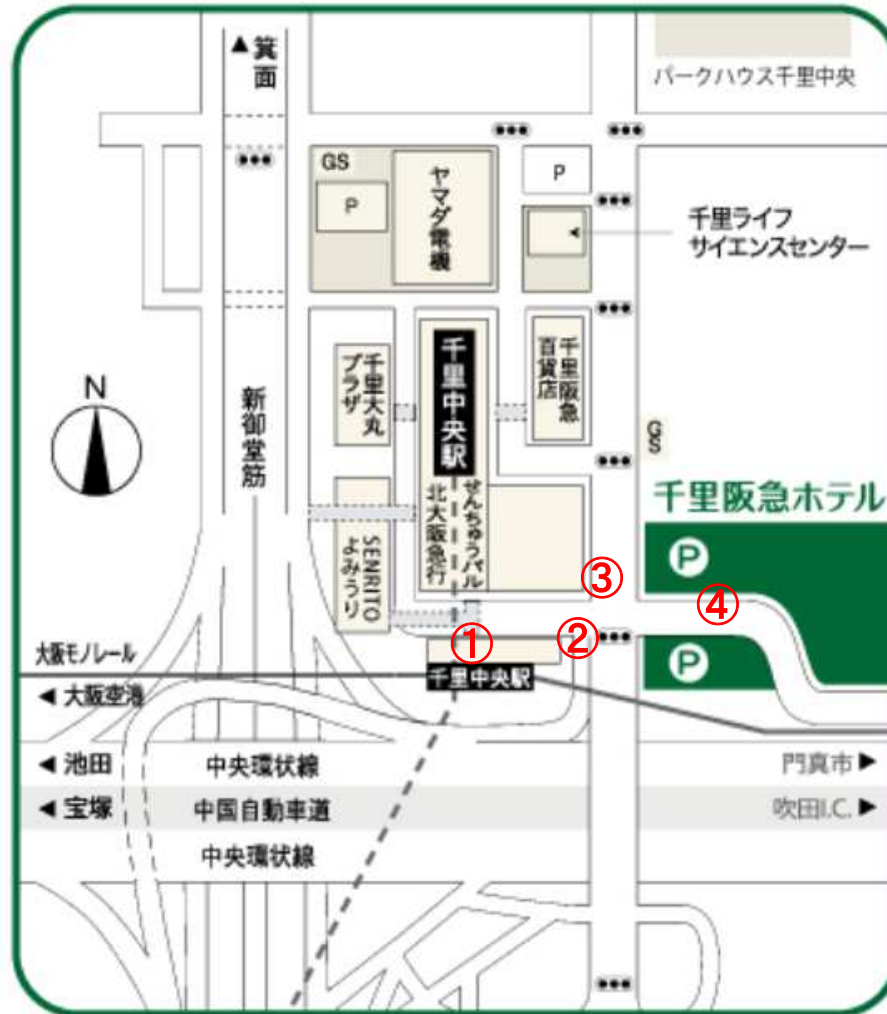 ▲箕面
パークハウス千里中央
GS
P
ヤマダ電機
P
千里ライフ
サイエンスセンター
N
新御堂筋
千里大丸
プラザ
千里中央駅
千里阪急
百貨店
GS
千里阪急ホテル
SENRITO
よみうり
せんちゅうパル
北大阪急行
P
③
④
①
②
P
大阪モノレール
千里中央駅
◀大阪空港
◀池田
中央環状線
門真市▶
◀宝塚
中国自動車道
吹田I.C.▶
中央環状線